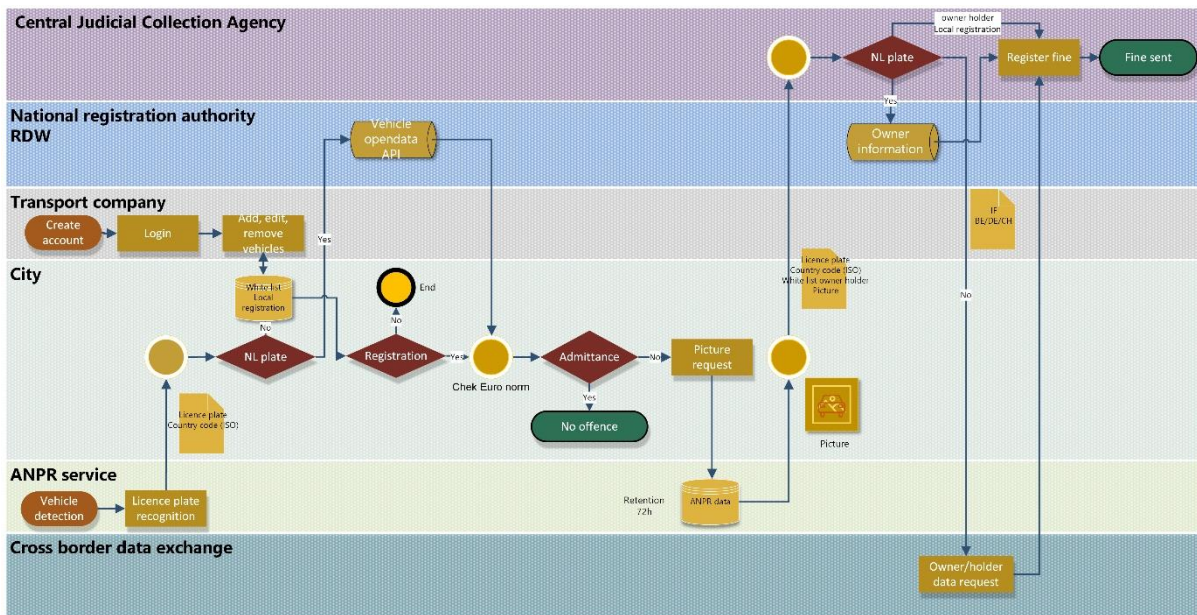 Central Judicial Collection Agency
owner holder
Local registration
NL plate
Register fine
Fine sent
Yes
National registration authority
RDW
Vehicle
opendata
API
Owner
information
Transport company
Create
account
Login
Add, edit,
remove
vehicles
Yes
IF
BE/DE/CH
City
White list
Local
registration
End
Licence plate
Country code (ISO)
White list owner holder
Picture
No
No
No
NL plate
Registration
Yes
Chek Euro norm
Admittance
No
Picture
request
Yes
No offence
Licence plate
Country code (ISO)
Picture
ANPR service
Vehicle
detection
Licence plate
recognition
Retention
72h
ANPR data
Cross border data exchange
Owner/holder
data request